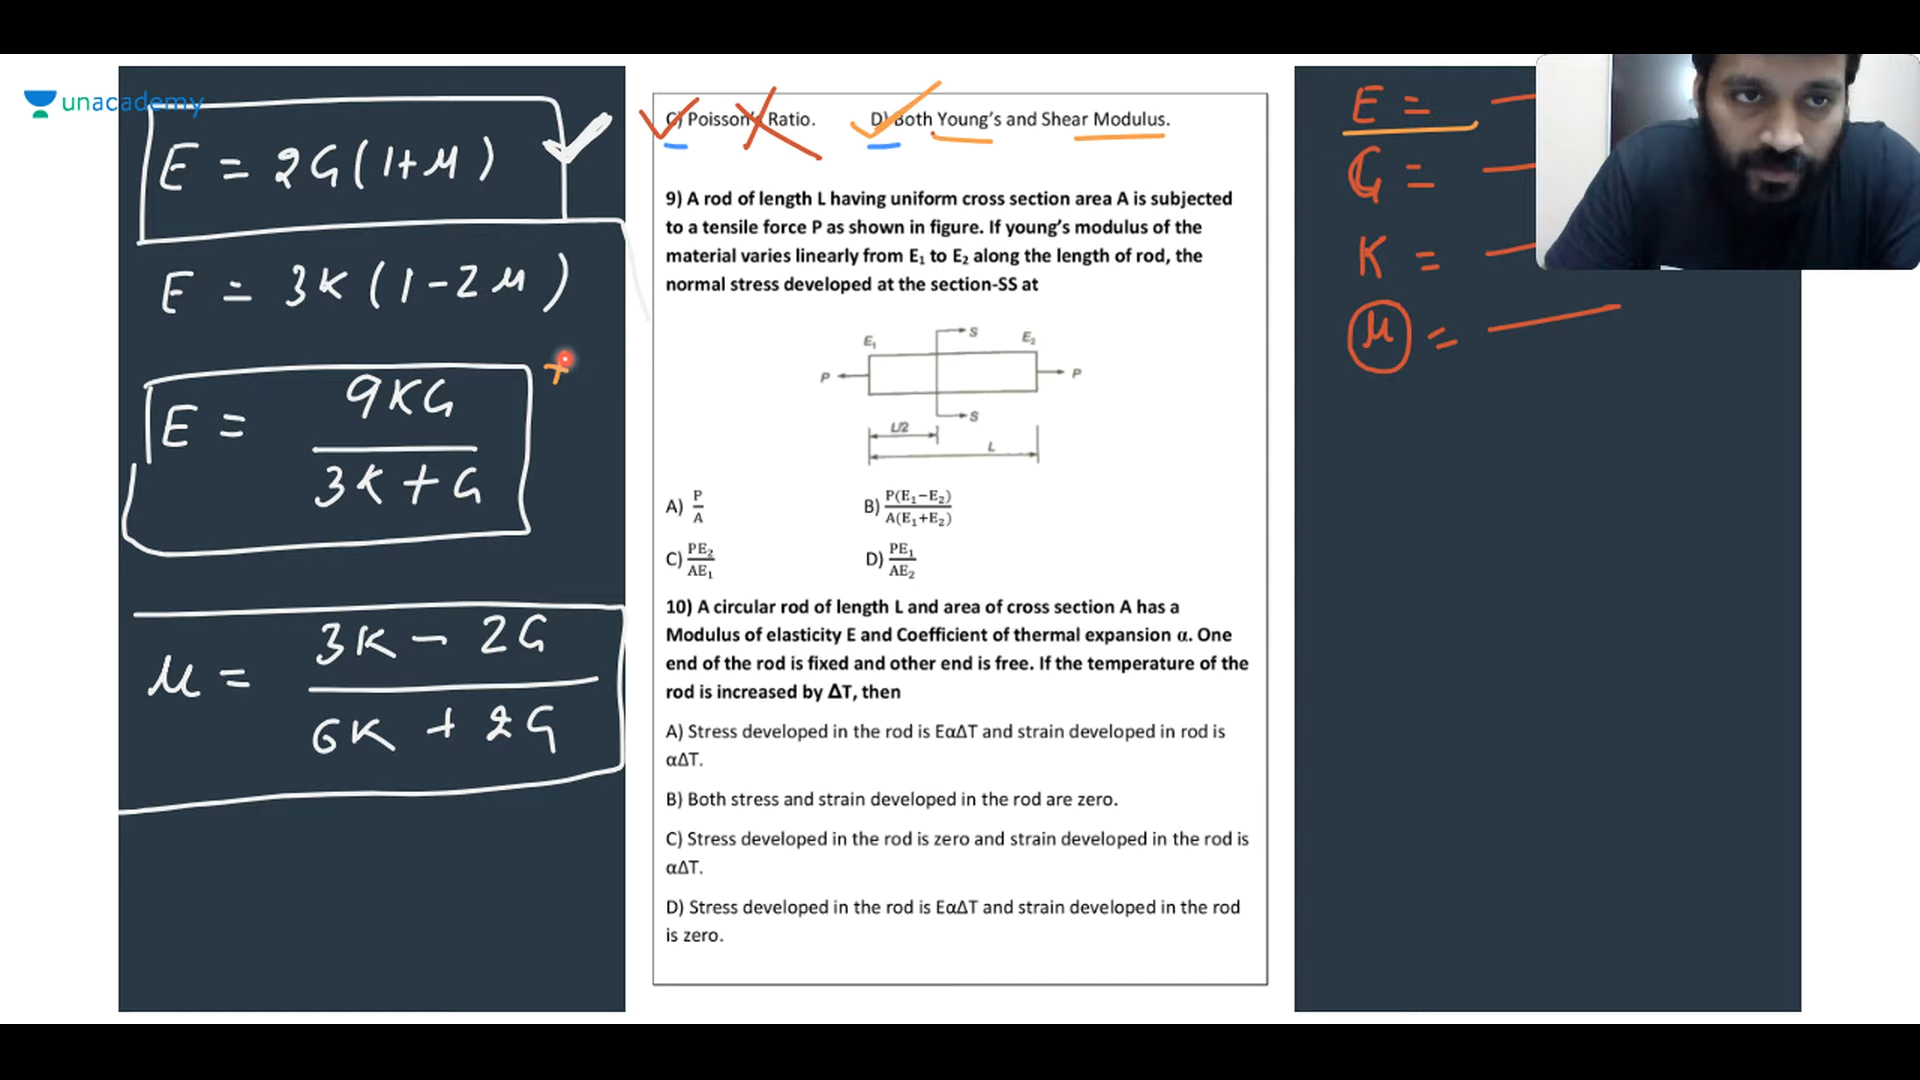 unacademy
E = 2G(1+μ)
E = 3K(1-2μ)
E = 9KG
3K+G
μ = 3K - 2G
6K + 2G
C) Poisson's Ratio. D) Both Young's and Shear Modulus.
9) A rod of length L having uniform cross section area A is subjected
to a tensile force P as shown in figure. If young's modulus of the
material varies linearly from E₁ to E₂ along the length of rod, the
normal stress developed at the section-SS at
S
E₁ E₂
P P
S
L/2
L
A) P/A B) P(E₁−E₂)/A(E₁+E₂)
C) PE₂/AE₁ D) PE₁/AE₂
10) A circular rod of length L and area of cross section A has a
Modulus of elasticity E and Coefficient of thermal expansion α. One
end of the rod is fixed and other end is free. If the temperature of the
rod is increased by ΔT, then
A) Stress developed in the rod is EαΔT and strain developed in rod is
αΔT.
B) Both stress and strain developed in the rod are zero.
C) Stress developed in the rod is zero and strain developed in the rod is
αΔT.
D) Stress developed in the rod is EαΔT and strain developed in the rod
is zero.
E =
G =
K =
μ =